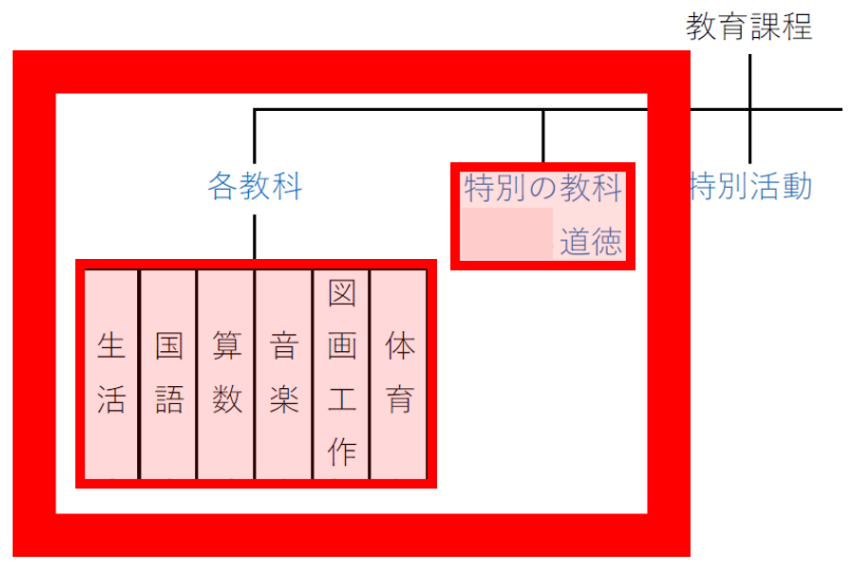 教育課程
各教科
特別の教科
道徳
特別活動
生活
国語
算数
音楽
図画工作
体育